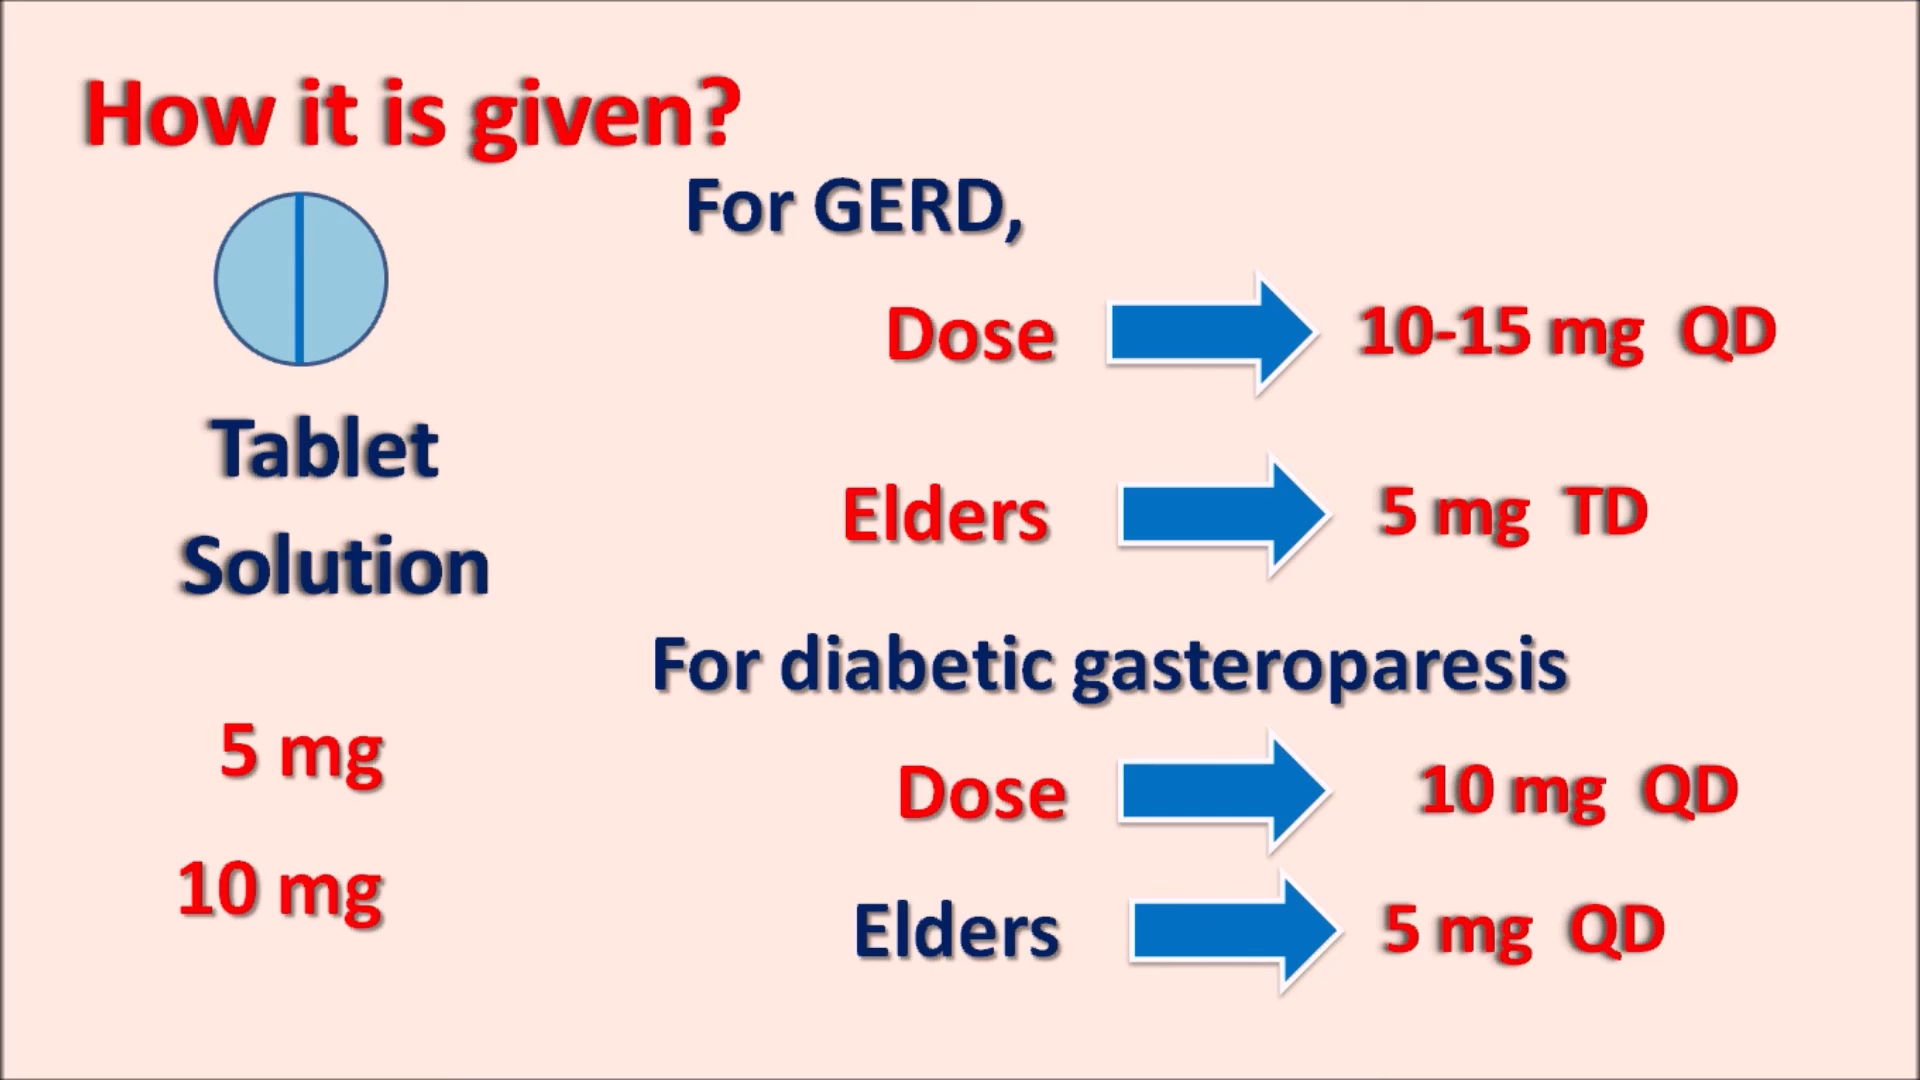 How it is given?
Tablet
Solution
5 mg
10 mg
For GERD,
Dose 10-15 mg QD
Elders 5 mg TD
For diabetic gasteroparesis
Dose 10 mg QD
Elders 5 mg QD